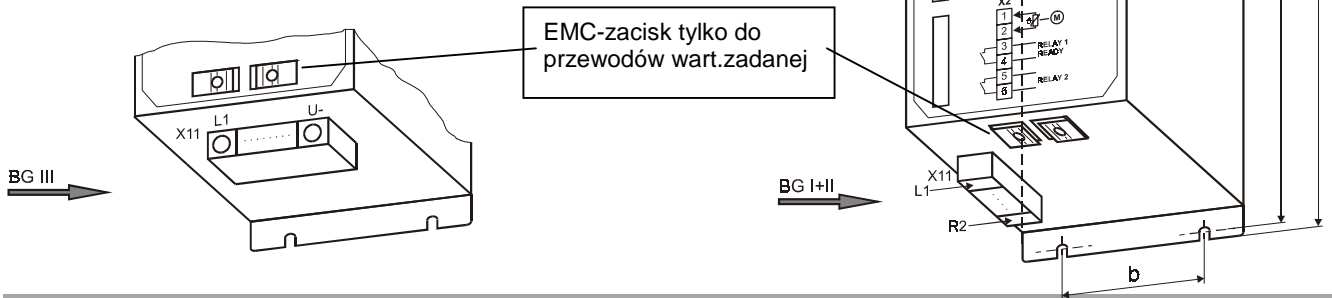 EMC-zacisk tylko do
przewodów wart.zadanej
X2
1
2
3
4
5
6
M
RELAY 1
READY
RELAY 2
L1
U-
X11
BG III
BG I+II
X11
L1
R2
b